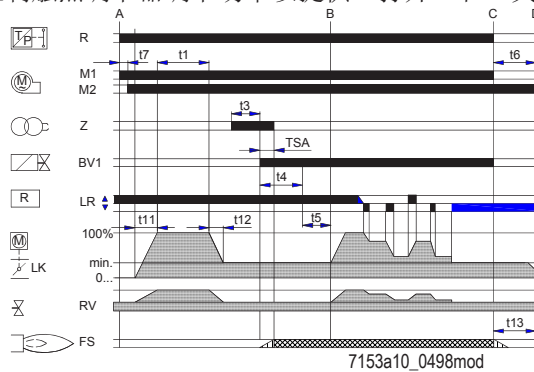 A B C D
T P R t7 t1 t6
M M1
M2
t3
Z
TSA
BV1
t4
R LR
t5
t11 t12
100%
M
min.
LK
0...
RV
FS t13
7153a10_0498mod